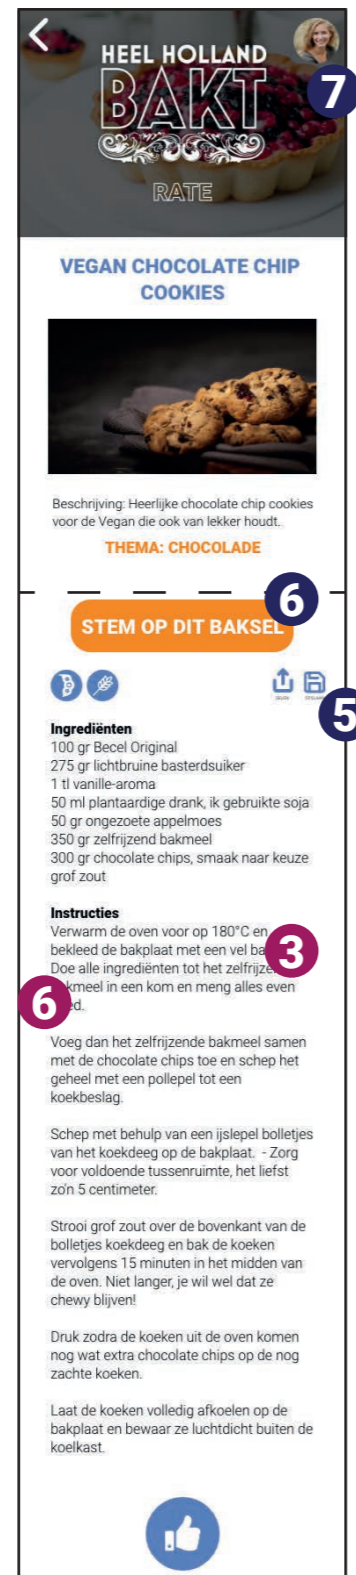 HEEL HOLLAND
BAKT
RATE
7
VEGAN CHOCOLATE CHIP
COOKIES
Beschrijving: Heerlijke chocolate chip cookies
voor de Vegan die ook van lekker houdt.
THEMA: CHOCOLADE
6
STEM OP DIT BAKSEL
5
Ingrediënten
100 gr Becel Original
275 gr lichtbruine basterdsuiker
1 tl vanille-aroma
50 ml plantaardige drank, ik gebruikte soja
50 gr ongezoete appelmoes
350 gr zelfrijzend bakmeel
300 gr chocolate chips, smaak naar keuze
grof zout
Instructies
Verwarm de oven voor op 180°C en
bekleed de bakplaat met een vel
3
Doe alle ingrediënten tot het
in een kom en meng alles even
6
Voeg dan het zelfrijzende bakmeel samen
met de chocolate chips toe en schep het
geheel met een pollepel tot een
koekbeslag.
Schep met behulp van een ijslepel bolletjes
van het koekdeeg op de bakplaat. - Zorg
voor voldoende tussenruimte, het liefst
zo'n 5 centimeter.
Strooi grof zout over de bovenkant van de
bolletjes koekdeeg en bak de koeken
vervolgens 15 minuten in het midden van
de oven. Niet langer, je wil wel dat ze
chewy blijven!
Druk zodra de koeken uit de oven komen
nog wat extra chocolate chips op de nog
zachte koeken.
Laat de koeken volledig afkoelen op de
bakplaat en bewaar ze luchtdicht buiten de
koelkast.